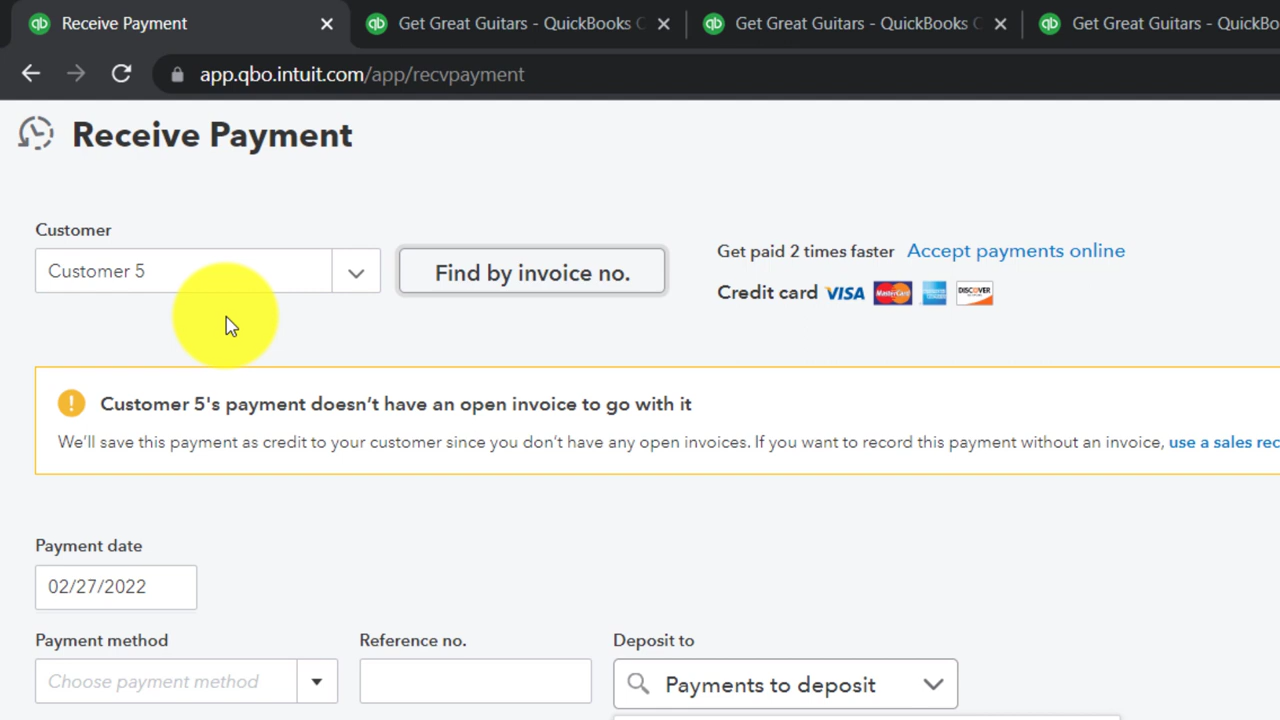 Receive Payment
Get Great Guitars - QuickBooks
Get Great Guitars - QuickBooks
Get Great Guitars - QuickBo
app.qbo.intuit.com/app/recvpayment
Receive Payment
Customer
Customer 5
Find by invoice no.
Get paid 2 times faster Accept payments online
Credit card VISA MasterCard DISCOVER
Customer 5's payment doesn't have an open invoice to go with it
We'll save this payment as credit to your customer since you don't have any open invoices. If you want to record this payment without an invoice, use a sales rec
Payment date
02/27/2022
Payment method
Reference no.
Deposit to
Choose payment method
Payments to deposit